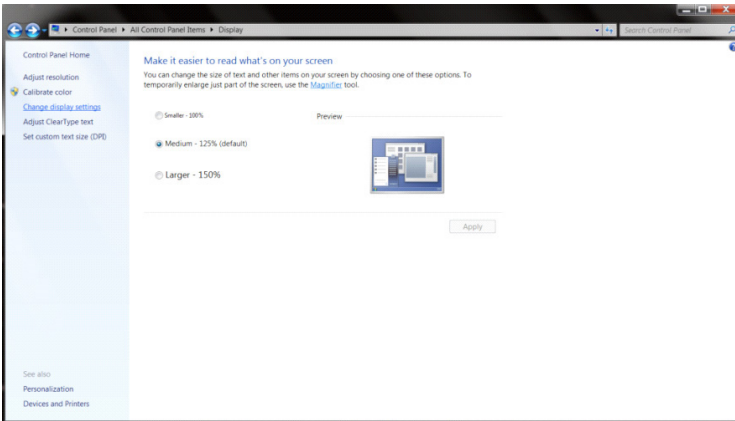 Control Panel ▸ All Control Panel Items ▸ Display
Search Control Panel
Control Panel Home
Adjust resolution
Calibrate color
Change display settings
Adjust ClearType text
Set custom text size (DPI)
Make it easier to read what's on your screen
You can change the size of text and other items on your screen by choosing one of these options. To
temporarily enlarge just part of the screen, use the Magnifier tool.
Smaller - 100%
Preview
Medium - 125% (default)
Larger - 150%
Apply
See also
Personalization
Devices and Printers